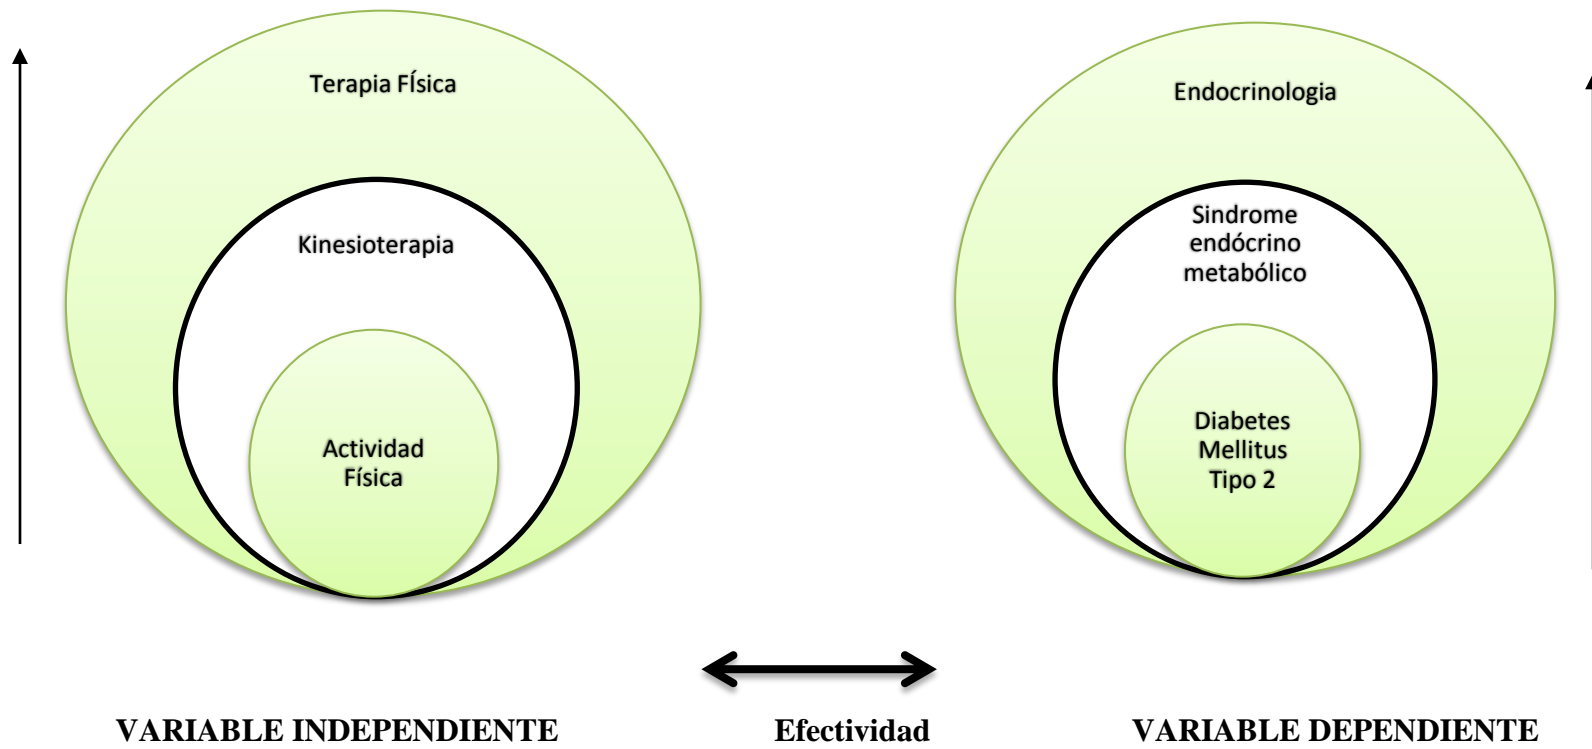 Terapia FÍsica
Kinesioterapia
Actividad
Física
Endocrinologia
Sindrome
endócrino
metabólico
Diabetes
Mellitus
Tipo 2
VARIABLE INDEPENDIENTE
Efectividad
VARIABLE DEPENDIENTE